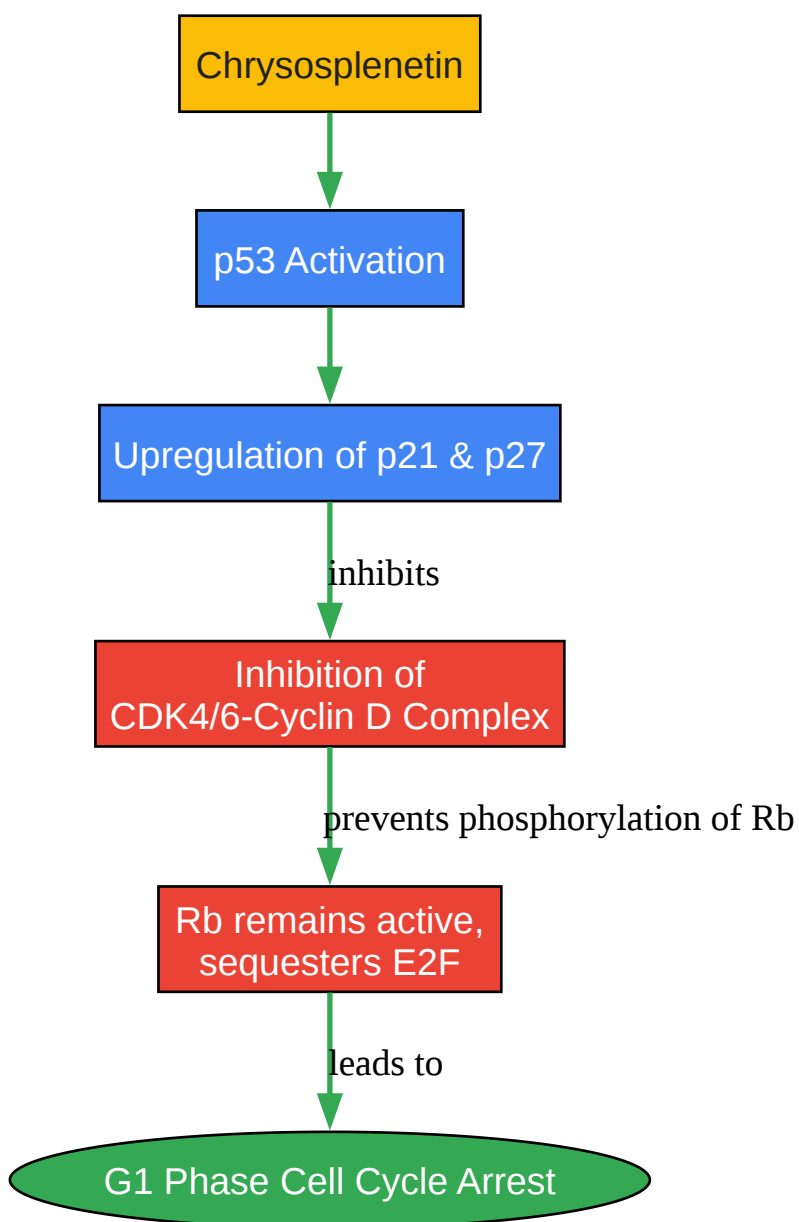 Chrysosplenetin
p53 Activation
Upregulation of p21 & p27
inhibits
Inhibition of
CDK4/6-Cyclin D Complex
prevents phosphorylation of Rb
Rb remains active,
sequesters E2F
leads to
G1 Phase Cell Cycle Arrest